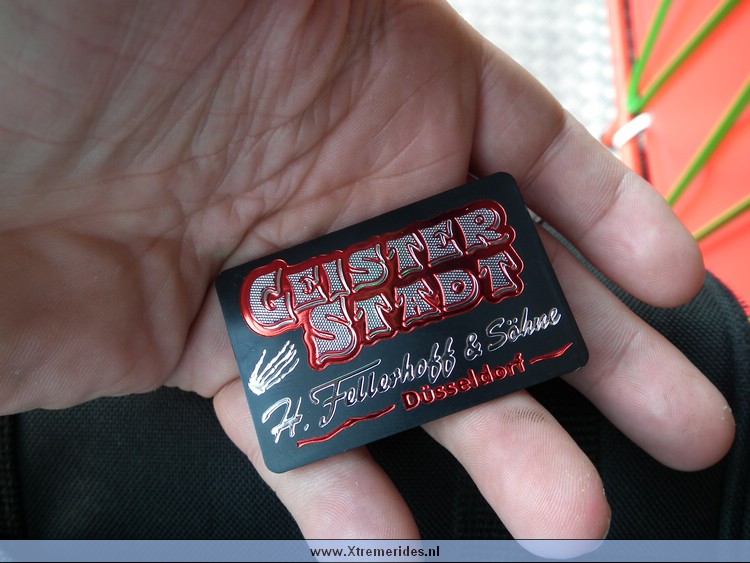 GEISTER
STADT
H. Fellerhoff & Söhne
Düsseldorf
www.Xtremerides.nl